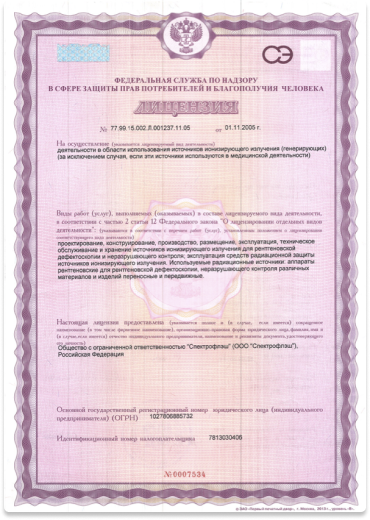 СЭ
ФЕДЕРАЛЬНАЯ СЛУЖБА ПО НАДЗОРУ
В СФЕРЕ ЗАЩИТЫ ПРАВ ПОТРЕБИТЕЛЕЙ И БЛАГОПОЛУЧИЯ ЧЕЛОВЕКА
ЛИЦЕНЗИЯ
№ 77.99.15.002.Л.001237.11.05 от 01.11.2005 г.
На осуществление (указывается лицензируемый вид деятельности)
деятельности в области использования источников ионизирующего излучения (генерирующих)
(за исключением случая, если эти источники используются в медицинской деятельности)
Виды работ (услуг), выполняемых (оказываемых) в составе лицензируемого вида деятельности,
в соответствии с частью 2 статьи 12 Федерального закона "О лицензировании отдельных видов
деятельности": (указываются в соответствии с перечнем работ (услуг), установленным положением о лицензировании
соответствующего вида деятельности)
проектирование, конструирование, производство, размещение, эксплуатация, техническое
обслуживание и хранение источников ионизирующего излучения для рентгеновской
дефектоскопии и неразрушающего контроля; эксплуатация средств радиационной защиты
источников ионизирующего излучения. Используемые радиационные источники: аппараты
рентгеновские для рентгеновской дефектоскопии, неразрушающего контроля различных
материалов и изделий переносные и передвижные.
Настоящая лицензия предоставлена (указывается полное и (в случае, если имеется) сокращенное
наименование (в том числе фирменное наименование), организационно-правовая форма юридического лица, фамилия, имя и
(в случае, если имеется) отчество индивидуального предпринимателя, наименование и реквизиты документа, удостоверяющего
его личность)
Общество с ограниченной ответственностью "Спектрофлэш" (ООО "Спектрофлэш"),
Российская Федерация
Основной государственный регистрационный номер юридического лица (индивидуального
предпринимателя) (ОГРН) 1027806865732
Идентификационный номер налогоплательщика 7813030406
№0007534